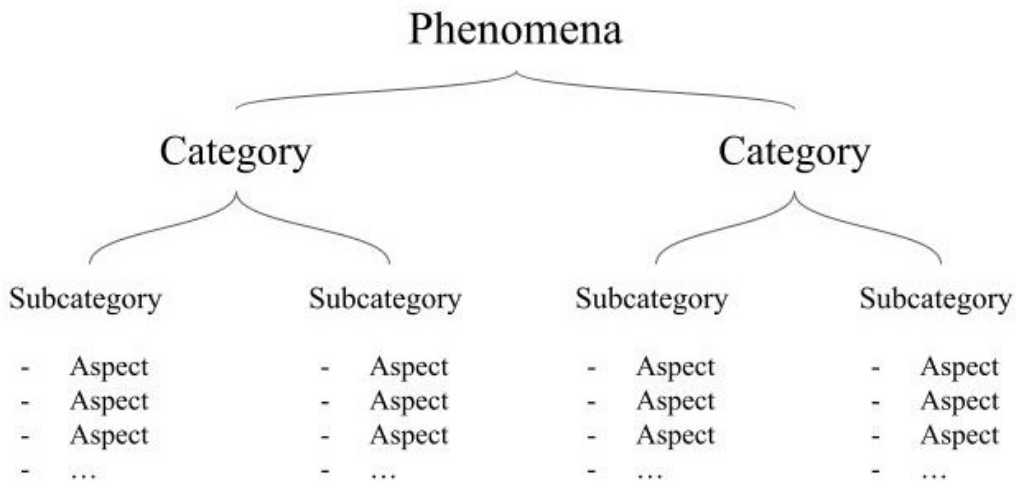 Phenomena
Category Category
Subcategory Subcategory Subcategory Subcategory
- Aspect - Aspect - Aspect - Aspect
- Aspect - Aspect - Aspect - Aspect
- Aspect - Aspect - Aspect - Aspect
- … - … - … - …